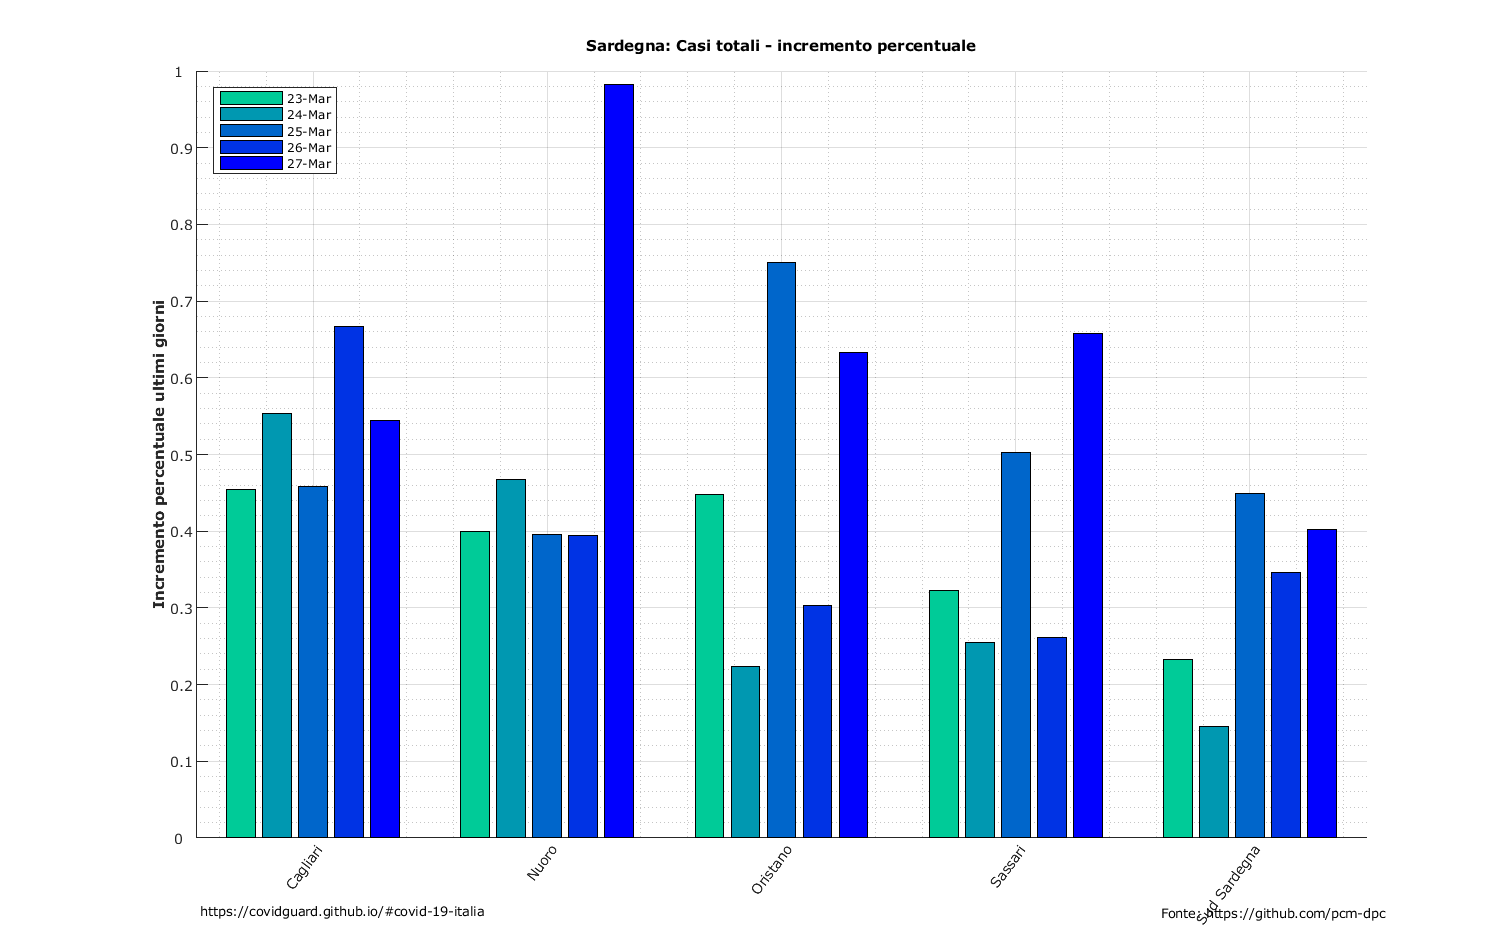 Sardegna: Casi totali - incremento percentuale
1
0.9
0.8
0.7
0.6
0.5
0.4
0.3
0.2
0.1
0
Incremento percentuale ultimi giorni
23-Mar
24-Mar
25-Mar
26-Mar
27-Mar
Cagliari
Nuoro
Oristano
Sassari
Sud Sardegna
https://covidguard.github.io/#covid-19-italia
Fonte: https://github.com/pcm-dpc